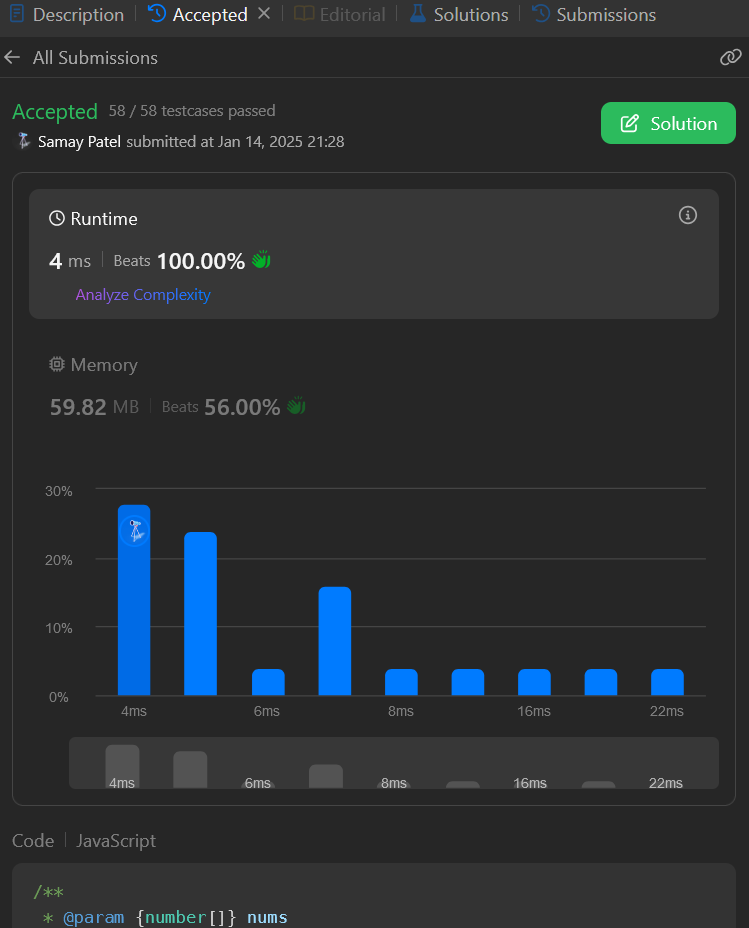 Description | Accepted × | Editorial | Solutions | Submissions
All Submissions
Accepted 58 / 58 testcases passed
Samay Patel submitted at Jan 14, 2025 21:28
Solution
Runtime
4 ms | Beats 100.00%
Analyze Complexity
Memory
59.82 MB | Beats 56.00%
30%
20%
10%
0%
4ms 6ms 8ms 16ms 22ms
4ms 6ms 8ms 16ms 22ms
Code | JavaScript
/**
* @param {number[]} nums